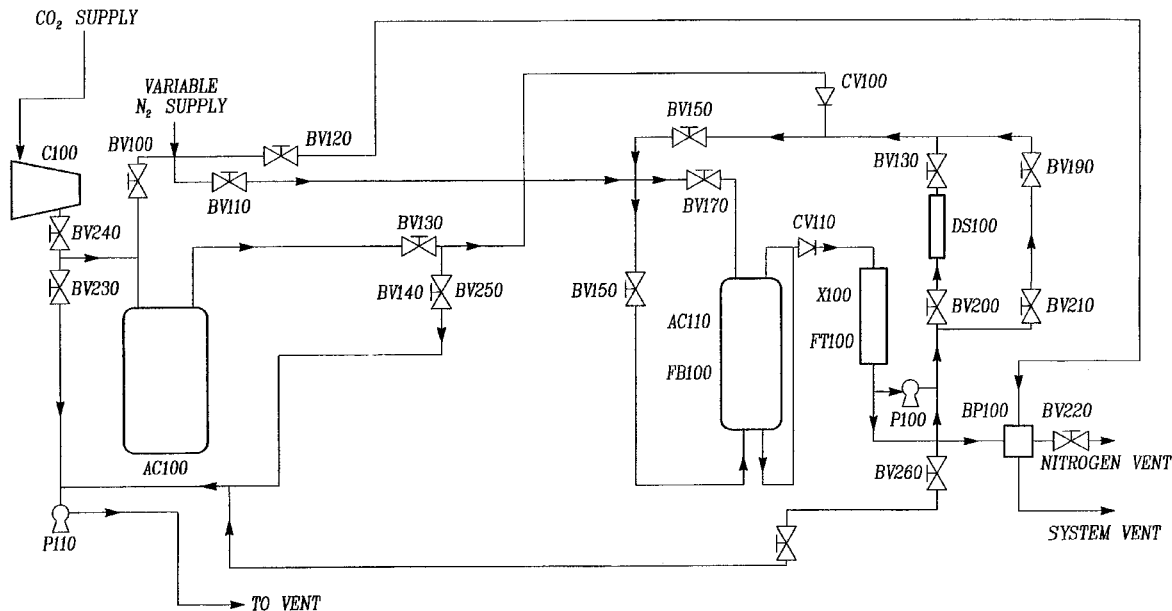 CO₂ SUPPLY
VARIABLE
N₂ SUPPLY
CV100
C100
BV100
BV120
BV150
BV130
BV190
BV110
BV170
BV240
BV130
CV110
DS100
BV230
BV140
BV250
BV150
AC110
X100
BV200
BV210
FB100
FT100
P100
BP100
BV220
AC100
NITROGEN VENT
BV260
P110
SYSTEM VENT
TO VENT